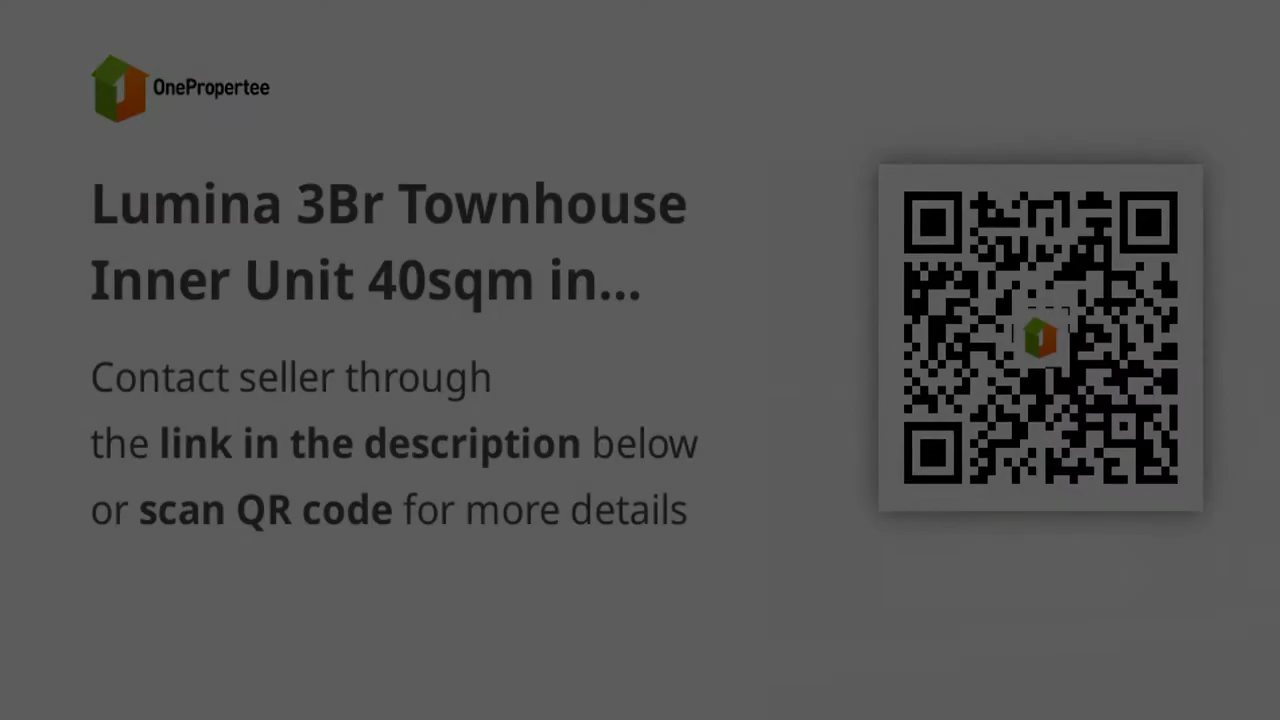 OnePropertee
Lumina 3Br Townhouse
Inner Unit 40sqm in...
Contact seller through
the link in the description below
or scan QR code for more details